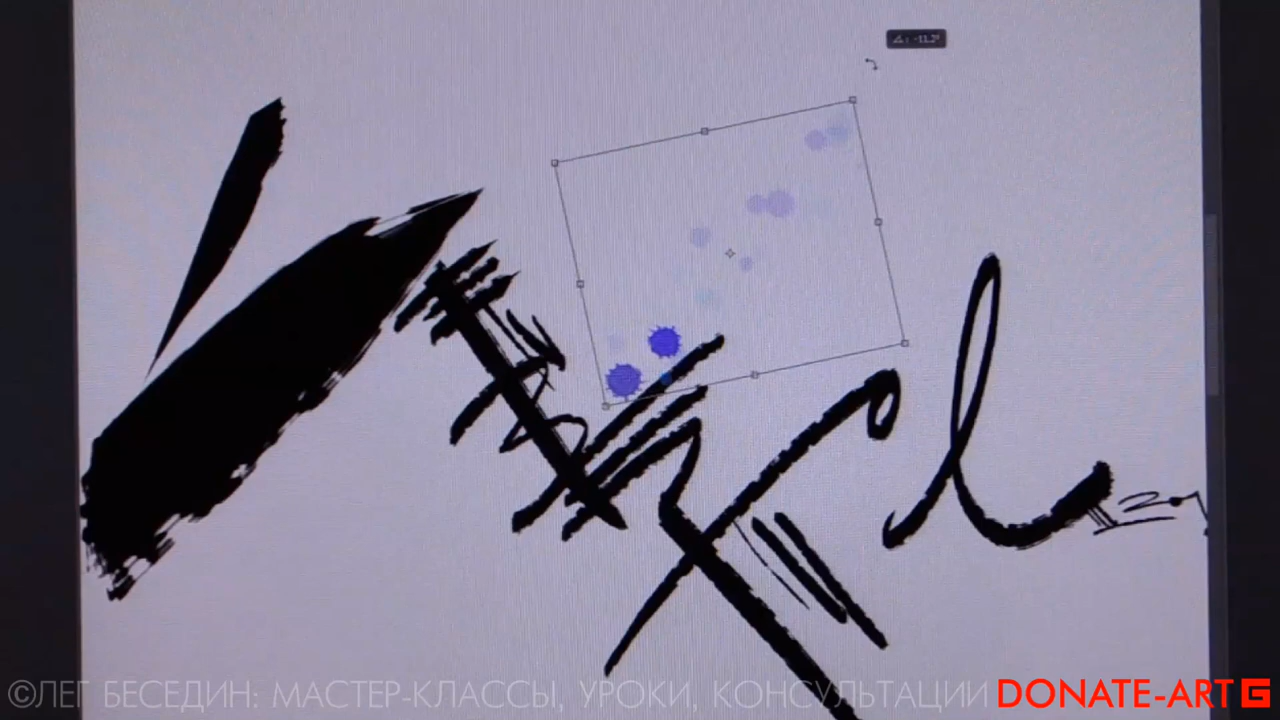 ⊿: -11.2°
©ЛЕГ БЕСЕДИН: МАСТЕР-КЛАССЫ, УРОКИ, КОНСУЛЬТАЦИИ DONATE-ART